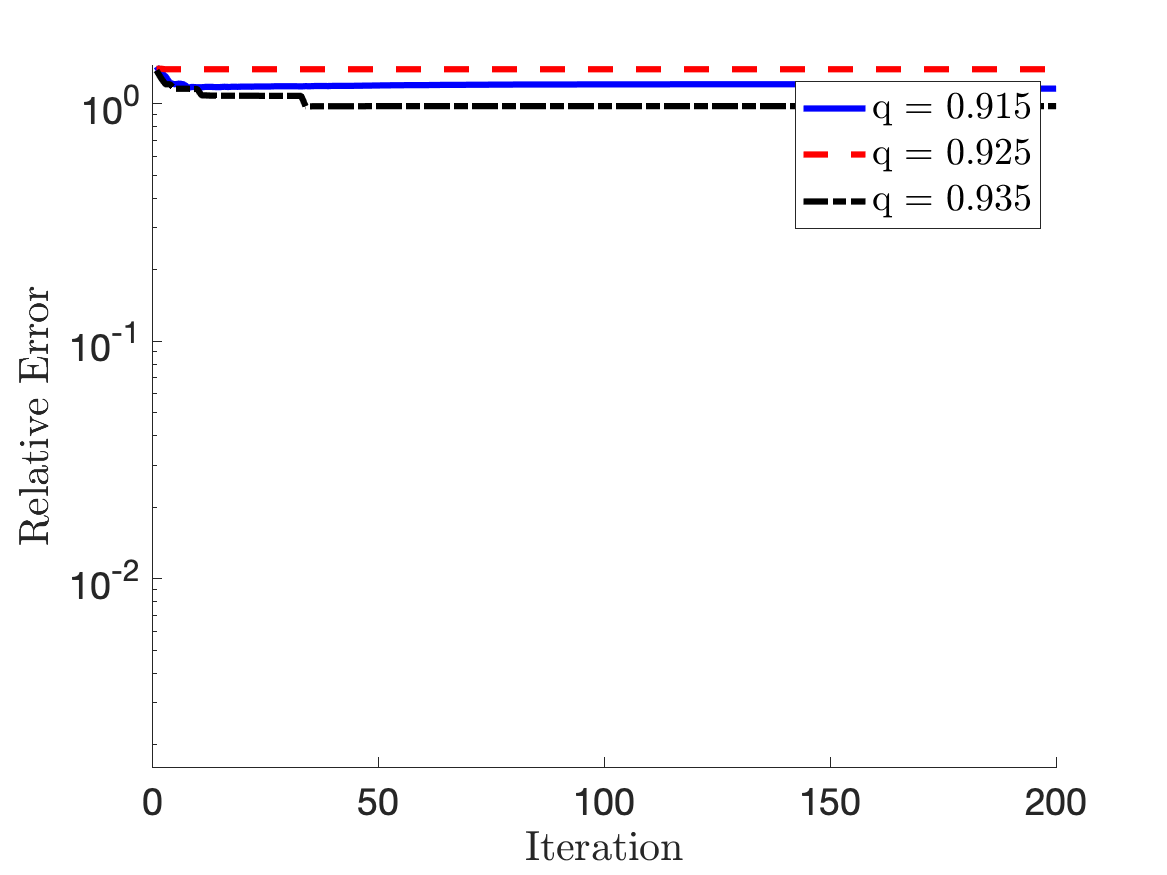 10^0
10^-1
10^-2
Relative Error
q = 0.915
q = 0.925
q = 0.935
0 50 100 150 200
Iteration